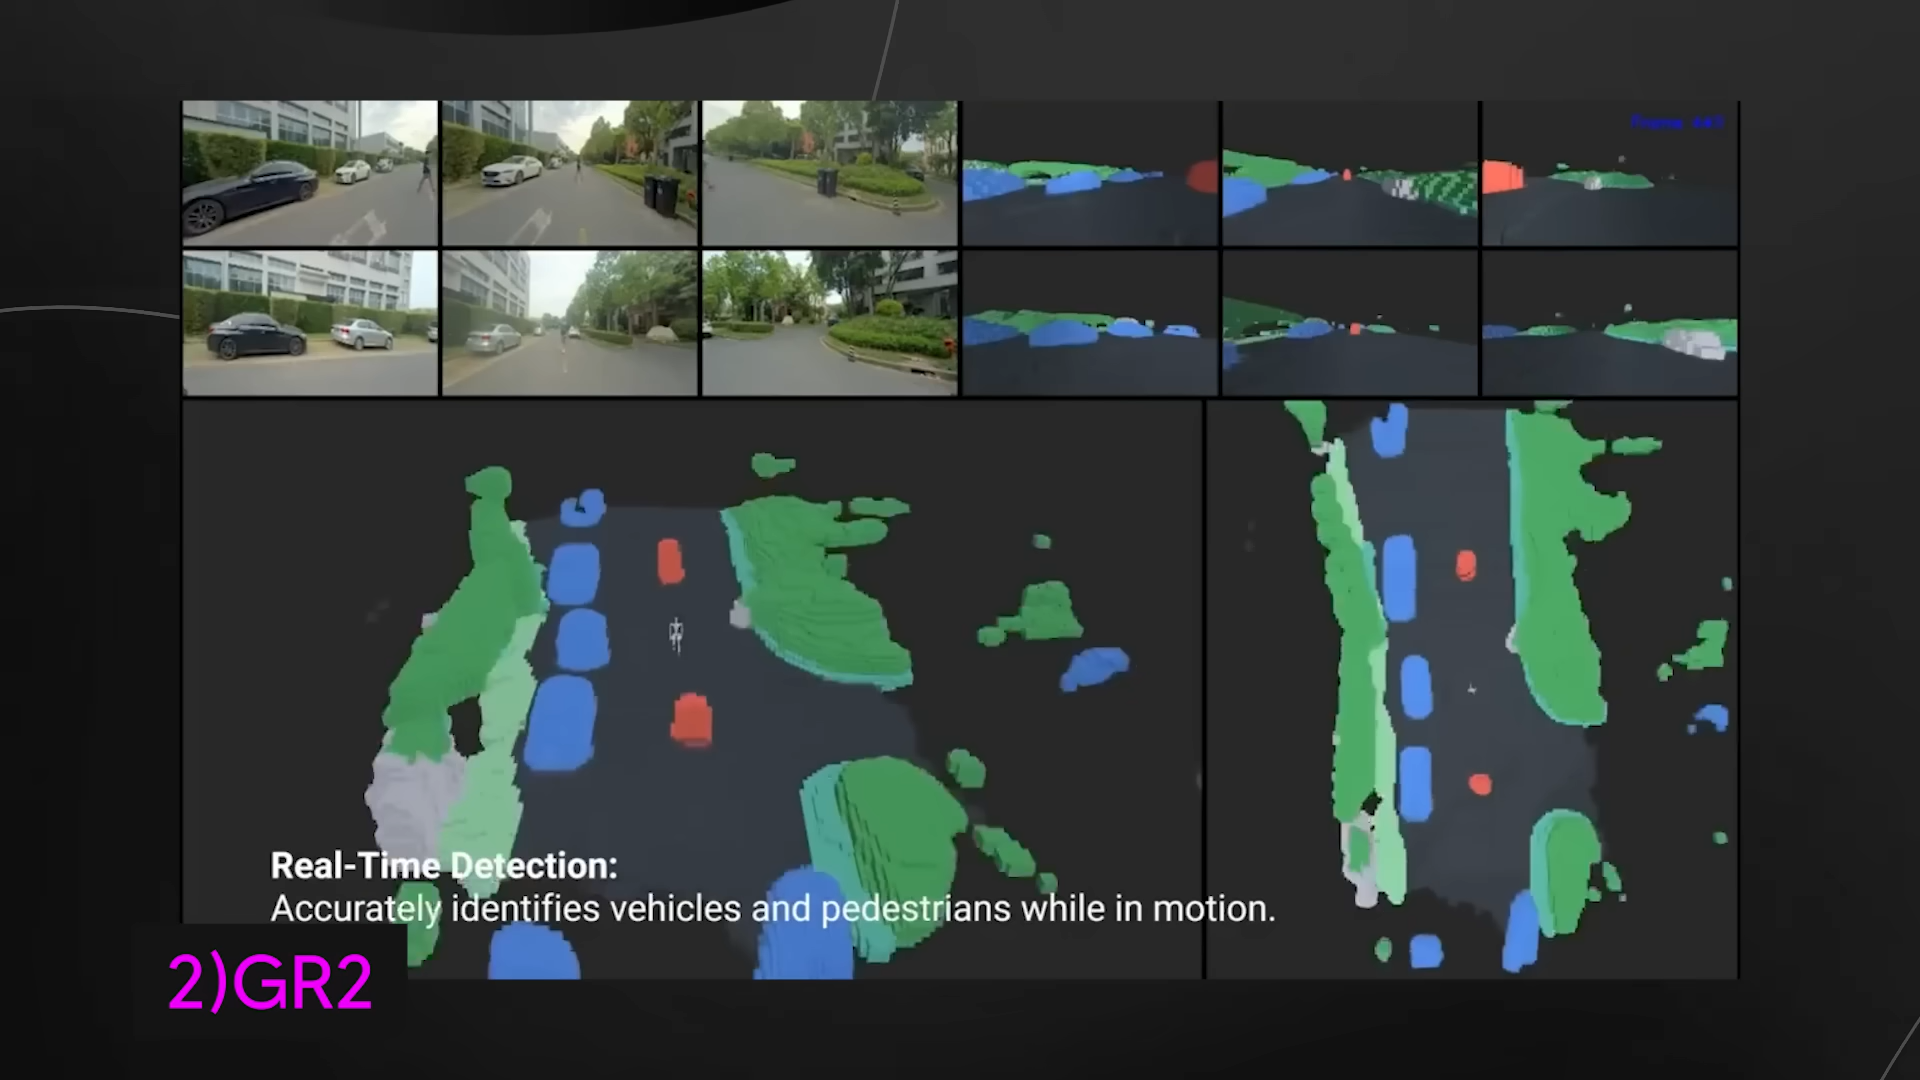 Real-Time Detection:
Accurately identifies vehicles and pedestrians while in motion.
2)GR2